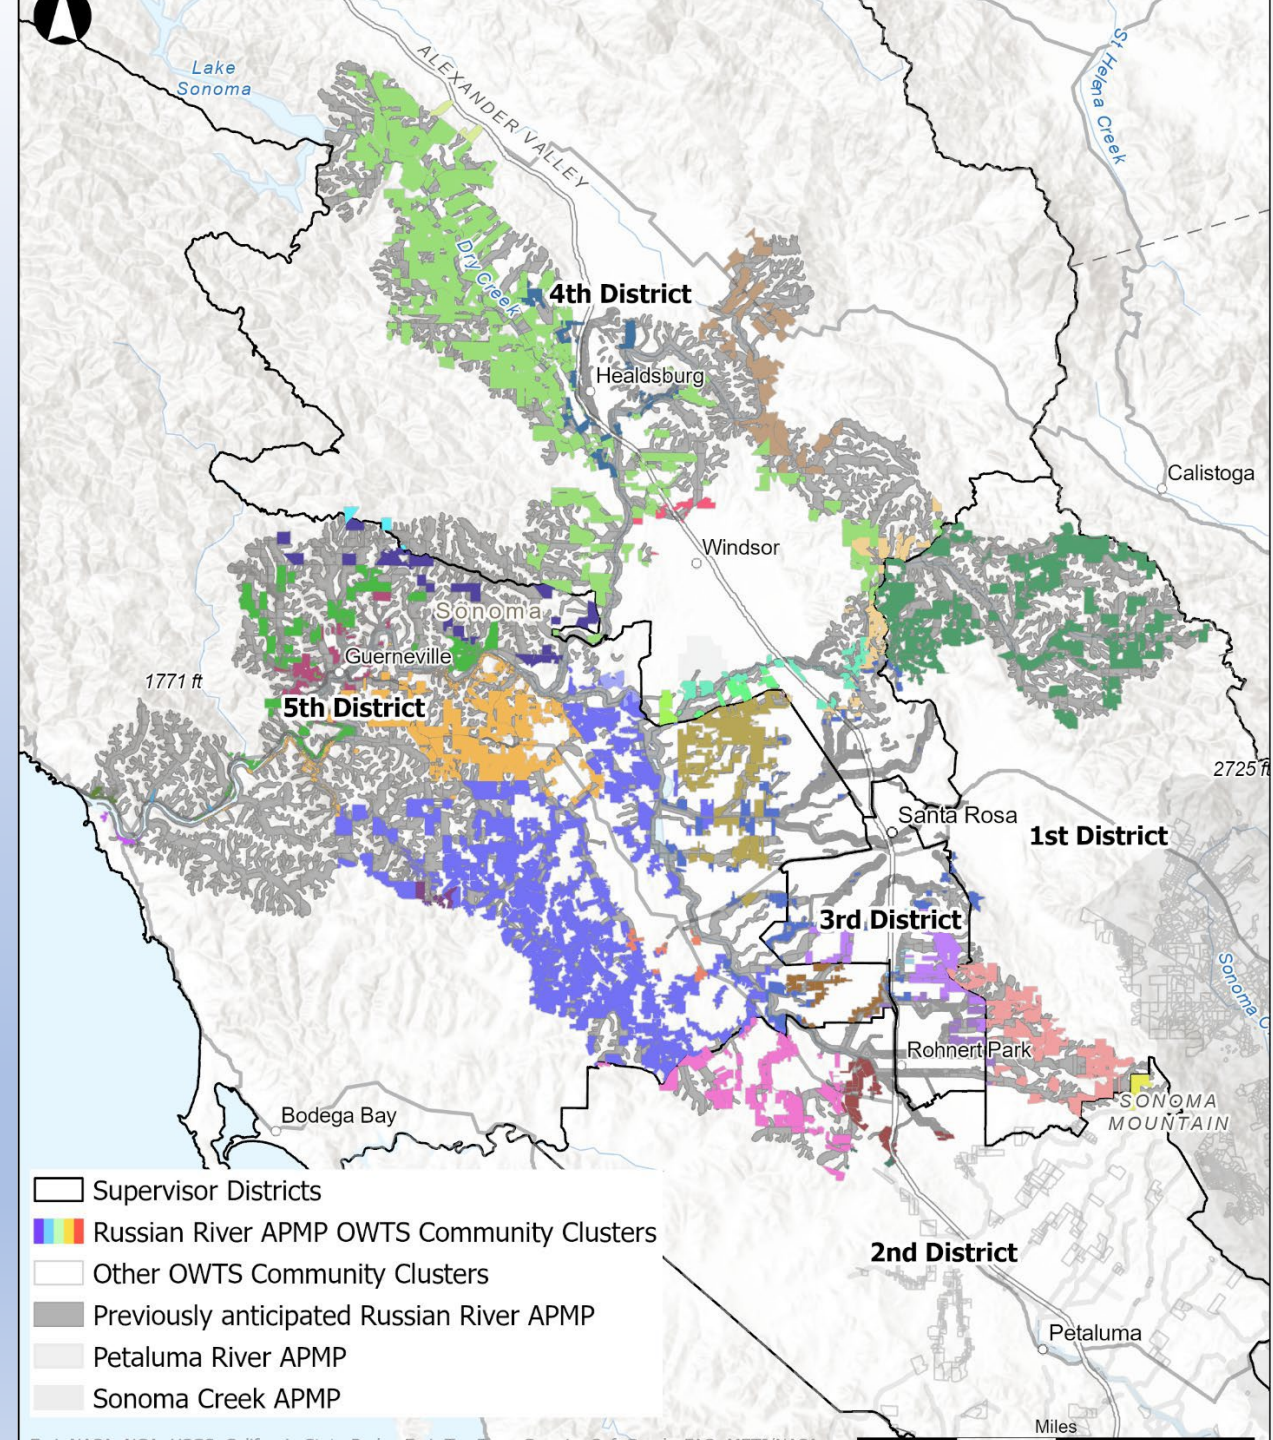 Lake
Sonoma
ALEXANDER VALLEY
St Helena Creek
Dry Creek
4th District
Healdsburg
Calistoga
Windsor
Sonoma
Guerneville
1771 ft
5th District
2725 ft
Santa Rosa
1st District
3rd District
Sonoma C
Rohnert Park
SONOMA
MOUNTAIN
Bodega Bay
Supervisor Districts
Russian River APMP OWTS Community Clusters
Other OWTS Community Clusters
Previously anticipated Russian River APMP
Petaluma River APMP
Sonoma Creek APMP
2nd District
Petaluma
Miles